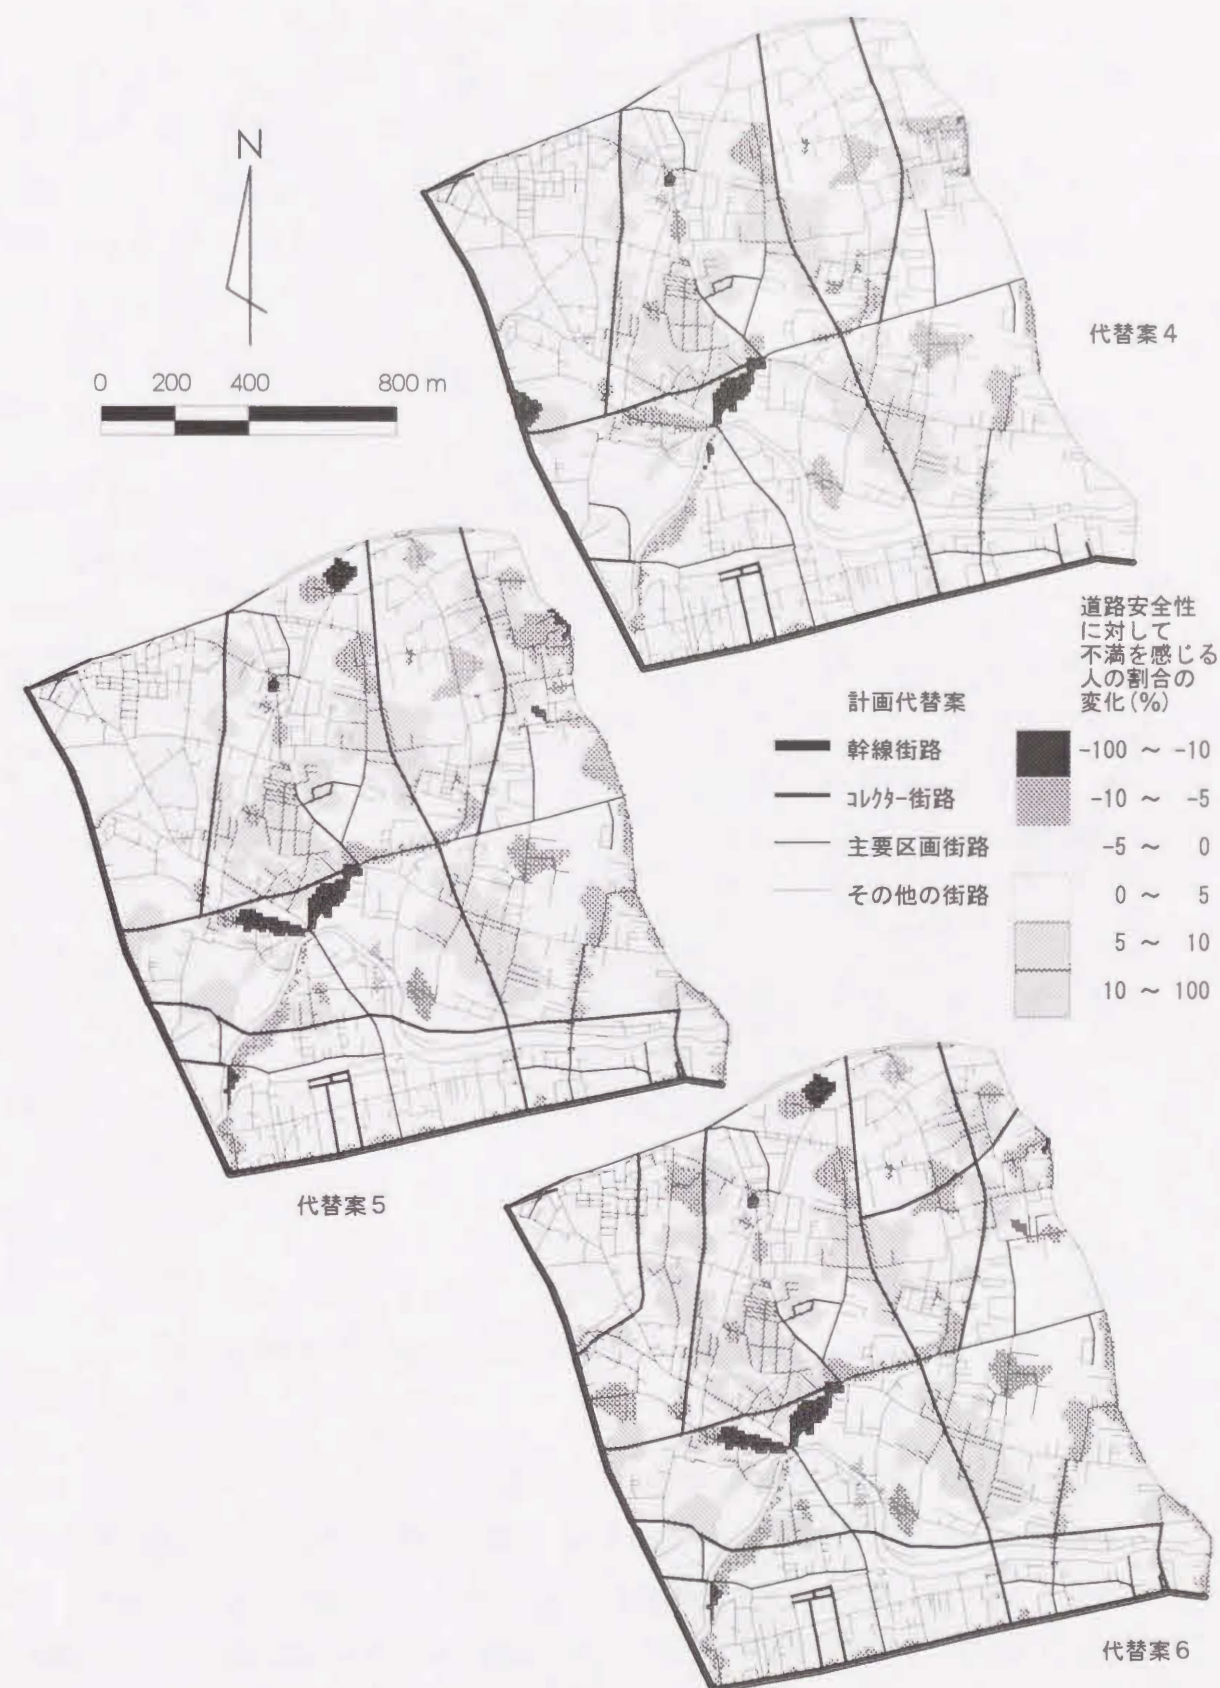 N
0 200 400 800 m
代替案4
道路安全性
に対して
不満を感じる
人の割合の
変化(%)
計画代替案
幹線街路
コレクター街路
主要区画街路
その他の街路
-100 ～ -10
-10 ～ -5
-5 ～ 0
0 ～ 5
5 ～ 10
10 ～ 100
代替案5
代替案6